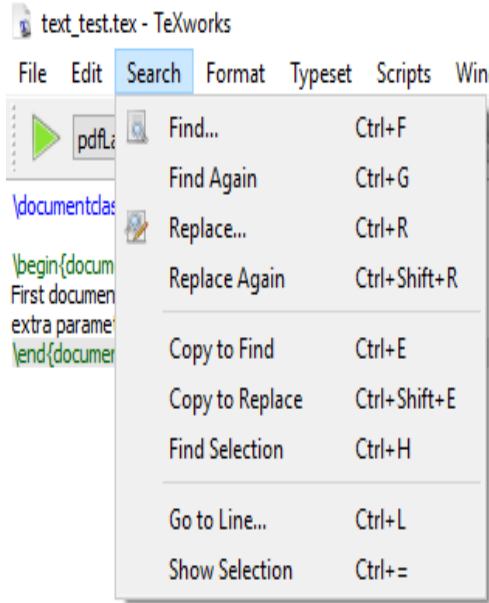 text_test.tex - TeXworks
File Edit Search Format Typeset Scripts Win
pdfLa
Find... Ctrl+F
Find Again Ctrl+G
Replace... Ctrl+R
Replace Again Ctrl+Shift+R
Copy to Find Ctrl+E
Copy to Replace Ctrl+Shift+E
Find Selection Ctrl+H
Go to Line... Ctrl+L
Show Selection Ctrl+=
\documentclas
\begin{docum
First documen
extra parame
\end{documen